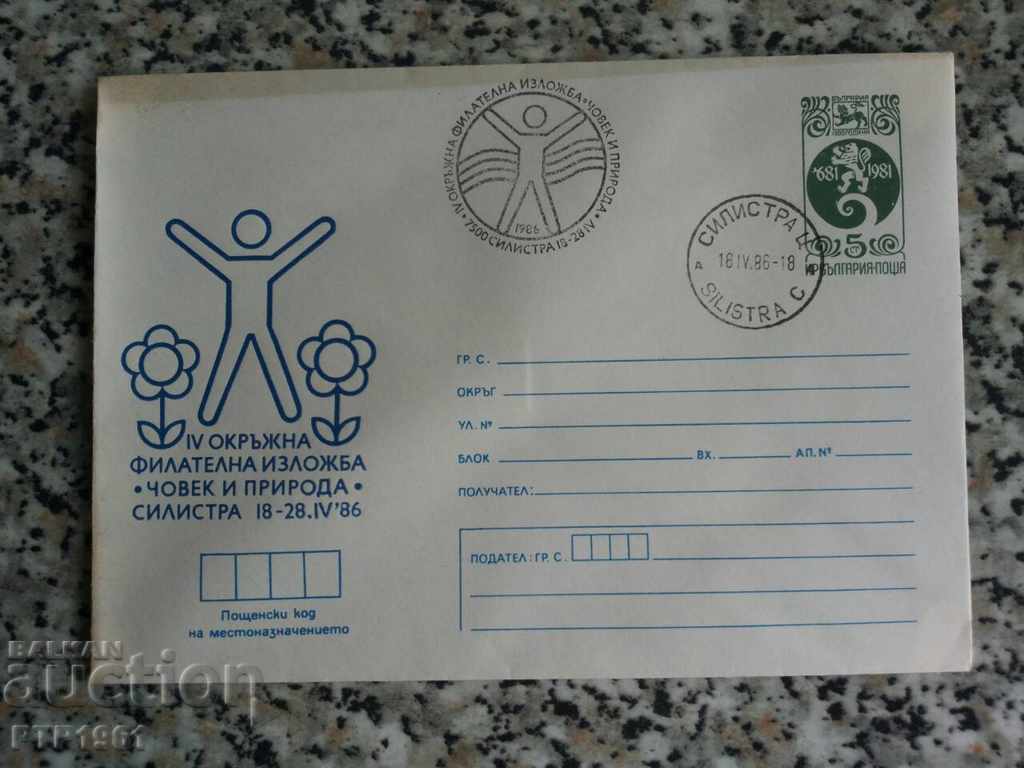 IV ОКРЪЖНА ФИЛАТЕЛНА ИЗЛОЖБА • ЧОВЕК И ПРИРОДА •
7500 СИЛИСТРА 18-28.IV
1986
БЪЛГАРИЯ
681 1981
5 СТ
НР БЪЛГАРИЯ·ПОЩА
СИЛИСТРА Ц
А 18 IV. 86-18
SILISTRA C
IV ОКРЪЖНА
ФИЛАТЕЛНА ИЗЛОЖБА
• ЧОВЕК И ПРИРОДА •
СИЛИСТРА 18-28.IV'86
Пощенски код
на местоназначението
ГР. С.
ОКРЪГ
УЛ. №
БЛОК ВХ. АП. №
ПОЛУЧАТЕЛ:
ПОДАТЕЛ: ГР. С.
BALKAN
auction
PTP1961